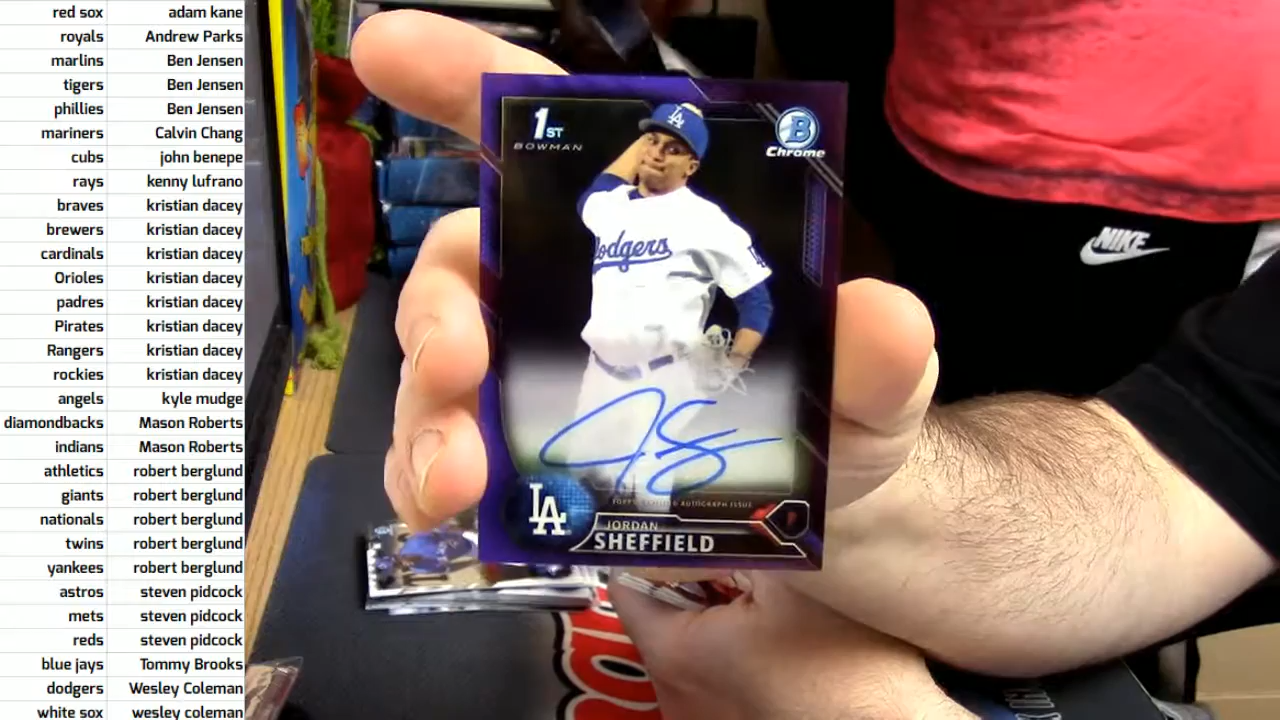 red sox adam kane
royals Andrew Parks
marlins Ben Jensen
tigers Ben Jensen
phillies Ben Jensen
mariners Calvin Chang
cubs john benepe
rays kenny lufrano
braves kristian dacey
brewers kristian dacey
cardinals kristian dacey
Orioles kristian dacey
padres kristian dacey
Pirates kristian dacey
Rangers kristian dacey
rockies kristian dacey
angels kyle mudge
diamondbacks Mason Roberts
indians Mason Roberts
athletics robert berglund
giants robert berglund
nationals robert berglund
twins robert berglund
yankees robert berglund
astros steven pidcock
mets steven pidcock
reds steven pidcock
blue jays Tommy Brooks
dodgers Wesley Coleman
white sox wesley coleman
1ST
BOWMAN
B
Chrome
LA
Dodgers
TOPPS CERTIFIED AUTOGRAPH ISSUE
LA
P
JORDAN
SHEFFIELD
NIKE